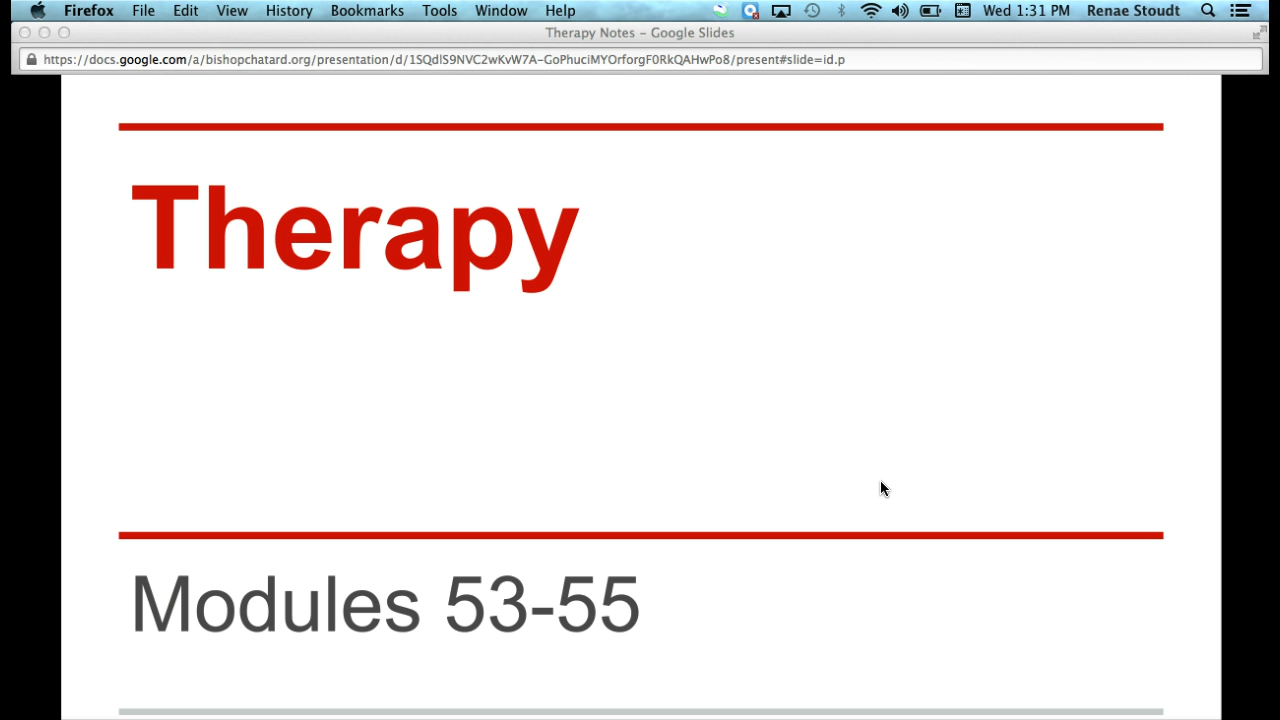 Firefox File Edit View History Bookmarks Tools Window Help Wed 1:31 PM Renae Stoudt
Therapy Notes – Google Slides
https://docs.google.com/a/bishopchatard.org/presentation/d/1SQdlS9NVC2wKvW7A-GoPhuciMYOrforgF0RkQAHwPo8/present#slide=id.p
Therapy
Modules 53-55